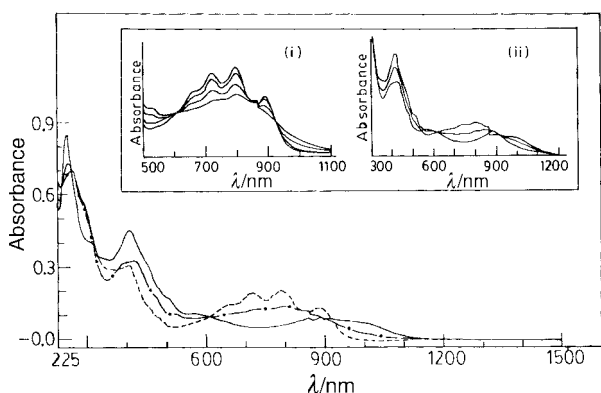 (i)
(ii)
Absorbance
500 700 900 1100
λ/nm
Absorbance
300 600 900 1200
λ/nm
Absorbance
0.9
0.6
0.3
−0.0
225 600 900 1200 1500
λ/nm